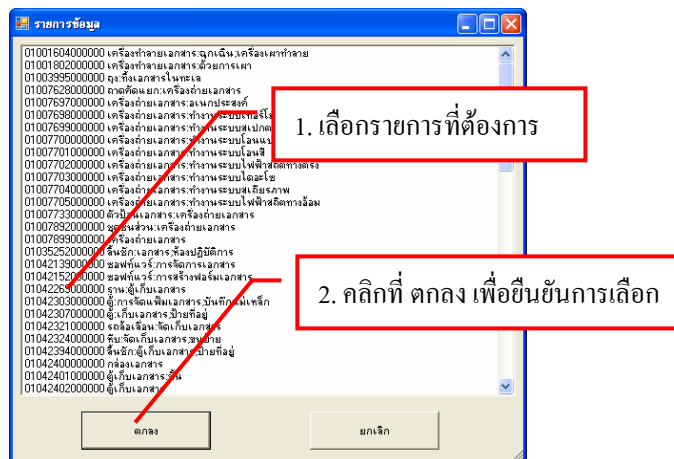 รายการข้อมูล
01001604000000 เครื่องทำลายเอกสาร;ฉุกเฉิน;เครื่องเผาทำลาย
01001802000000 เครื่องทำลายเอกสาร;ด้วยการเผา
01003995000000 ถุง;ทิ้งเอกสารในทะเล
01007628000000 ถาดคัดแยก;เครื่องถ่ายเอกสาร
01007697000000 เครื่องถ่ายเอกสาร;อเนกประสงค์
01007698000000 เครื่องถ่ายเอกสาร;ทำงานระบบเทอร์โม
01007699000000 เครื่องถ่ายเอกสาร;ทำงานระบบสเปกต
01007700000000 เครื่องถ่ายเอกสาร;ทำงานระบบโอนแบ
01007701000000 เครื่องถ่ายเอกสาร;ทำงานระบบโอนสี
01007702000000 เครื่องถ่ายเอกสาร;ทำงานระบบไฟฟ้าสถิตทางตรง
01007703000000 เครื่องถ่ายเอกสาร;ทำงานระบบไดอะโซ
01007704000000 เครื่องถ่ายเอกสาร;ทำงานระบบสเถียรภาพ
01007705000000 เครื่องถ่ายเอกสาร;ทำงานระบบไฟฟ้าสถิตทางอ้อม
01007733000000 ตัวป้อนเอกสาร;เครื่องถ่ายเอกสาร
01007892000000 ชุดชิ้นส่วน;เครื่องถ่ายเอกสาร
01007899000000 เครื่องถ่ายเอกสาร
01035252000000 ลิ้นชัก;เอกสาร;ห้องปฏิบัติการ
01042139000000 ซอฟท์แวร์;การจัดการเอกสาร
01042152000000 ซอฟท์แวร์;การสร้างฟอร์มเอกสาร
01042265000000 ฐาน;ตู้เก็บเอกสาร
01042303000000 ตู้;การจัดแฟ้มเอกสาร;บันทึกแม่เหล็ก
01042307000000 ตู้;เก็บเอกสาร;ป้ายที่อยู่
01042321000000 รถล้อเลื่อน;จัดเก็บเอกสาร
01042324000000 หีบ;จัดเก็บเอกสาร;ขนย้าย
01042394000000 ลิ้นชัก;ตู้เก็บเอกสาร;ป้ายที่อยู่
01042400000000 กล่องเอกสาร
01042401000000 ตู้เก็บเอกสาร;ชั้น
01042402000000 ตู้เก็บเอกสาร
1. เลือกรายการที่ต้องการ
2. คลิกที่ ตกลง เพื่อยืนยันการเลือก
ตกลง
ยกเลิก